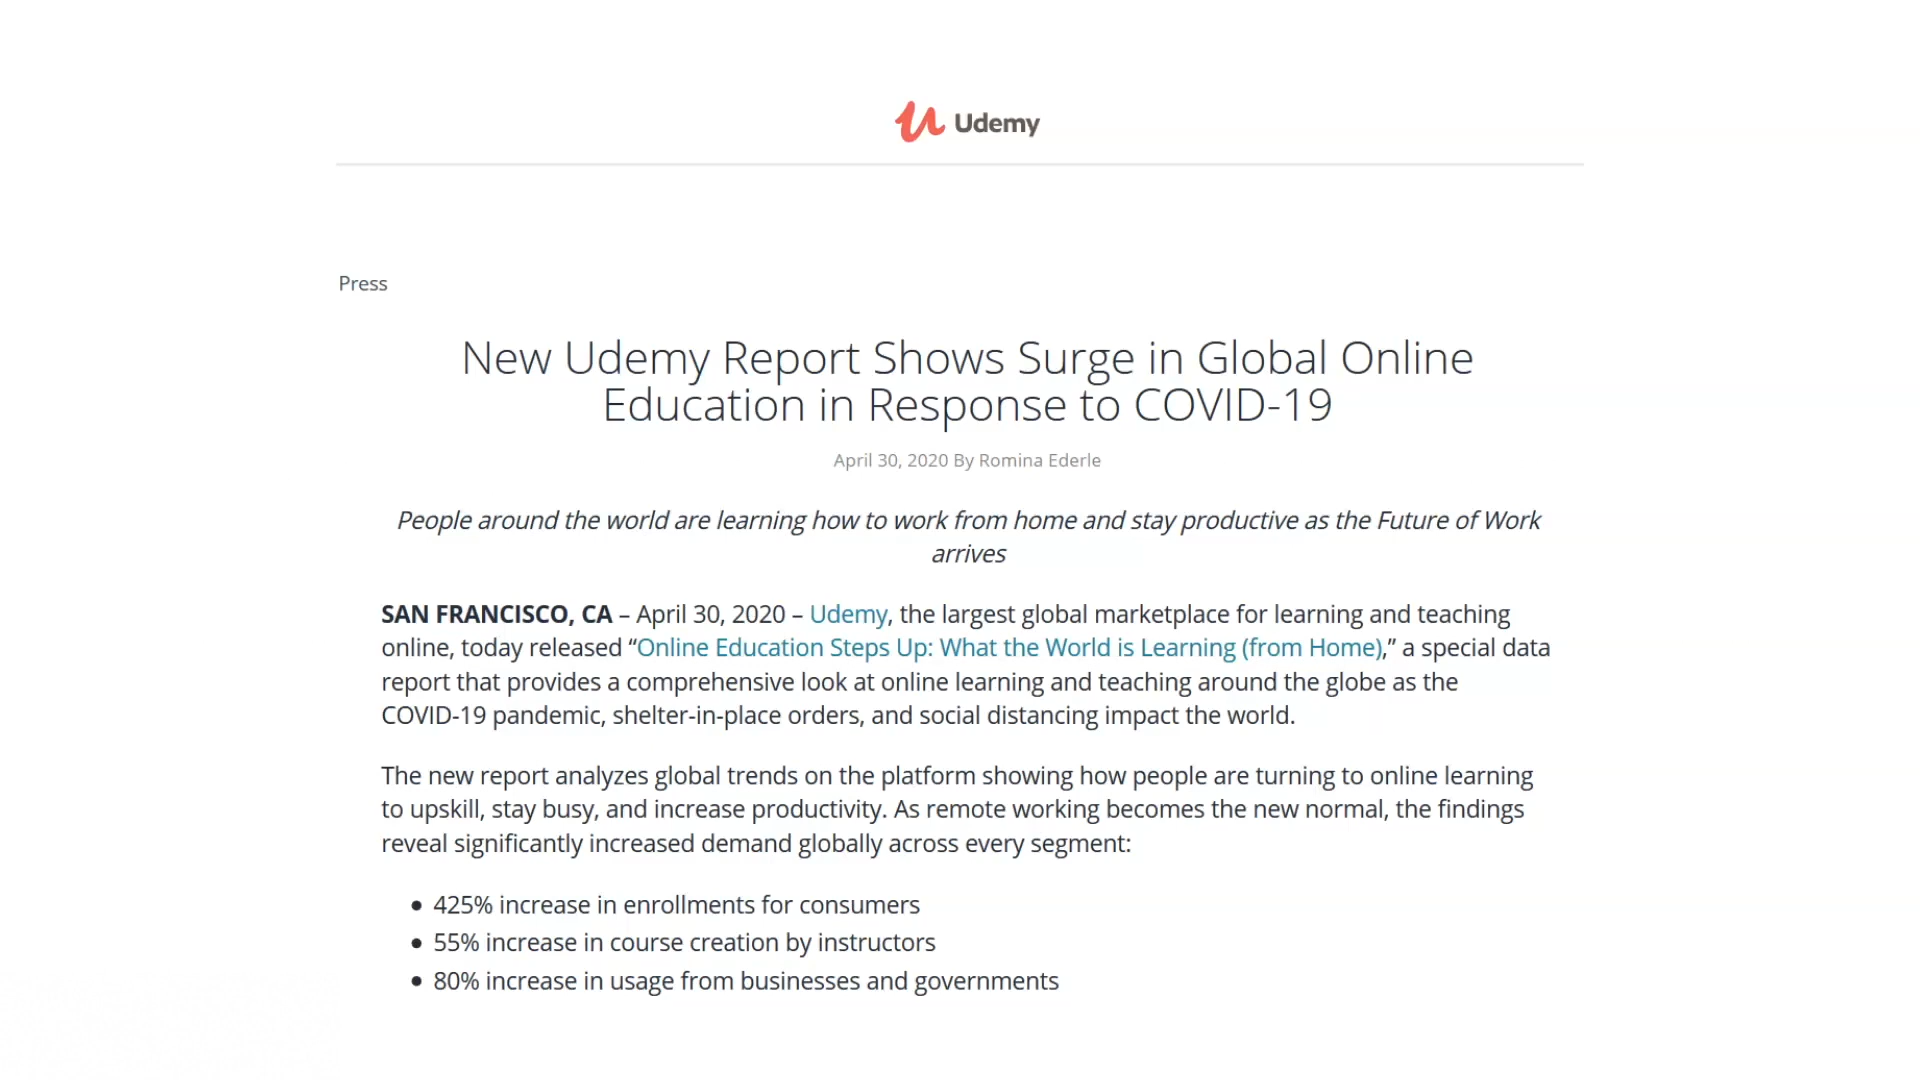 Udemy
Press
New Udemy Report Shows Surge in Global Online
Education in Response to COVID-19
April 30, 2020 By Romina Ederle
People around the world are learning how to work from home and stay productive as the Future of Work
arrives
SAN FRANCISCO, CA – April 30, 2020 – Udemy, the largest global marketplace for learning and teaching
online, today released “Online Education Steps Up: What the World is Learning (from Home),” a special data
report that provides a comprehensive look at online learning and teaching around the globe as the
COVID-19 pandemic, shelter-in-place orders, and social distancing impact the world.
The new report analyzes global trends on the platform showing how people are turning to online learning
to upskill, stay busy, and increase productivity. As remote working becomes the new normal, the findings
reveal significantly increased demand globally across every segment:
• 425% increase in enrollments for consumers
• 55% increase in course creation by instructors
• 80% increase in usage from businesses and governments